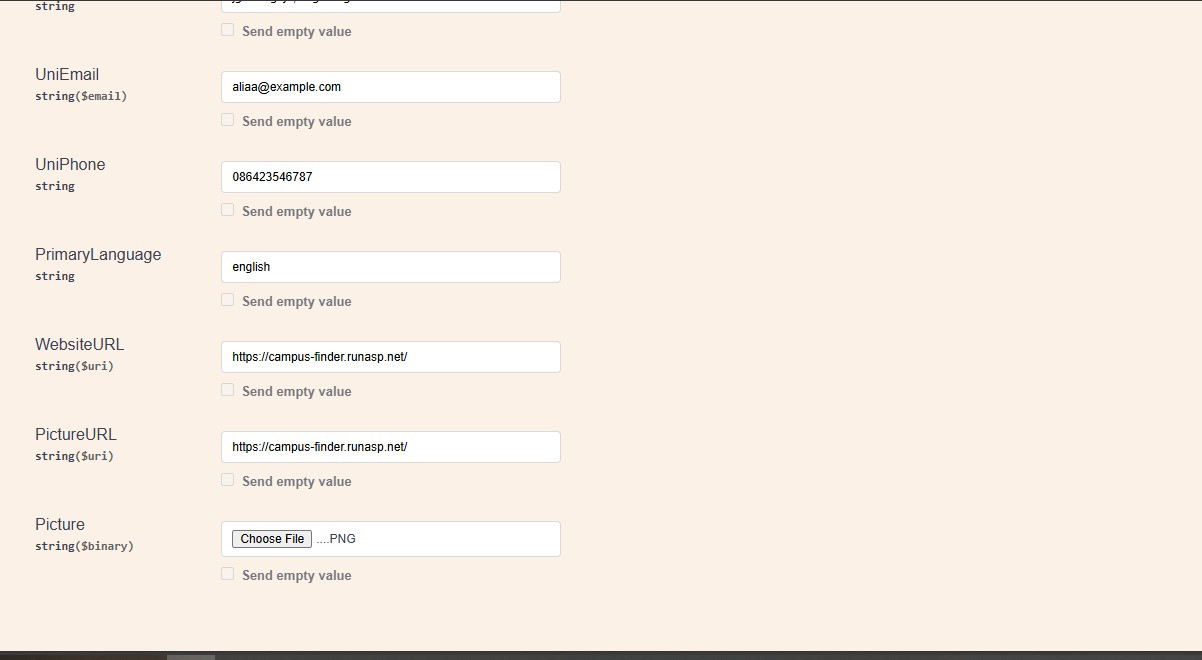 string
Send empty value
UniEmail
string($email)
aliaa@example.com
Send empty value
UniPhone
string
086423546787
Send empty value
PrimaryLanguage
string
english
Send empty value
WebsiteURL
string($uri)
https://campus-finder.runasp.net/
Send empty value
PictureURL
string($uri)
https://campus-finder.runasp.net/
Send empty value
Picture
string($binary)
Choose File ....PNG
Send empty value